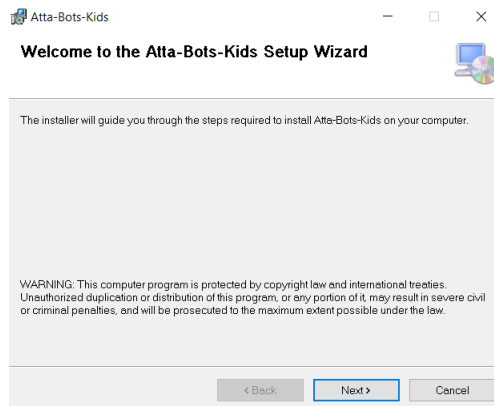 Atta-Bots-Kids
Welcome to the Atta-Bots-Kids Setup Wizard
The installer will guide you through the steps required to install Atta-Bots-Kids on your computer.
WARNING: This computer program is protected by copyright law and international treaties.
Unauthorized duplication or distribution of this program, or any portion of it, may result in severe civil
or criminal penalties, and will be prosecuted to the maximum extent possible under the law.
< Back Next > Cancel